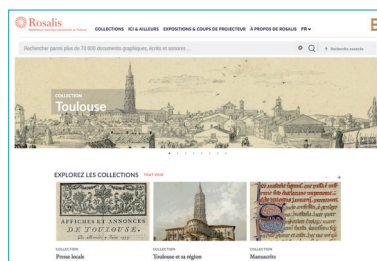 Rosalis
COLLECTIONS ICI & AILLEURS EXPOSITIONS & COUPS DE PROJECTEUR À PROPOS DE ROSALIS FR
Rechercher parmi plus de 70 000 documents graphiques, écrits et sonores ...
+ Recherche avancée
COLLECTION
Toulouse
EXPLOREZ LES COLLECTIONS TOUT VOIR
AFFICHES ET ANNONCES
DE TOULOUSE.
COLLECTION
Presse locale
COLLECTION
Toulouse et sa région
COLLECTION
Manuscrits